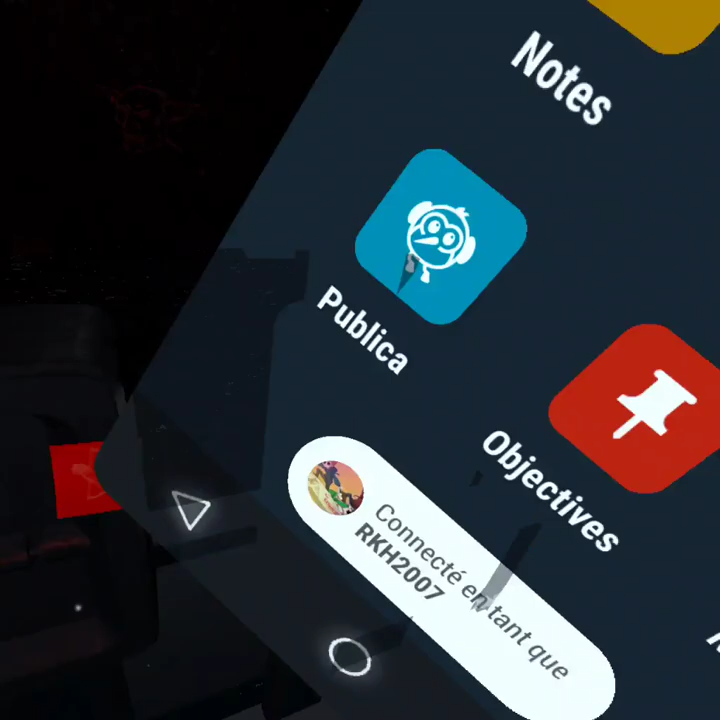 Notes
Publica
Objectives
Connecté en tant que
RKH2007